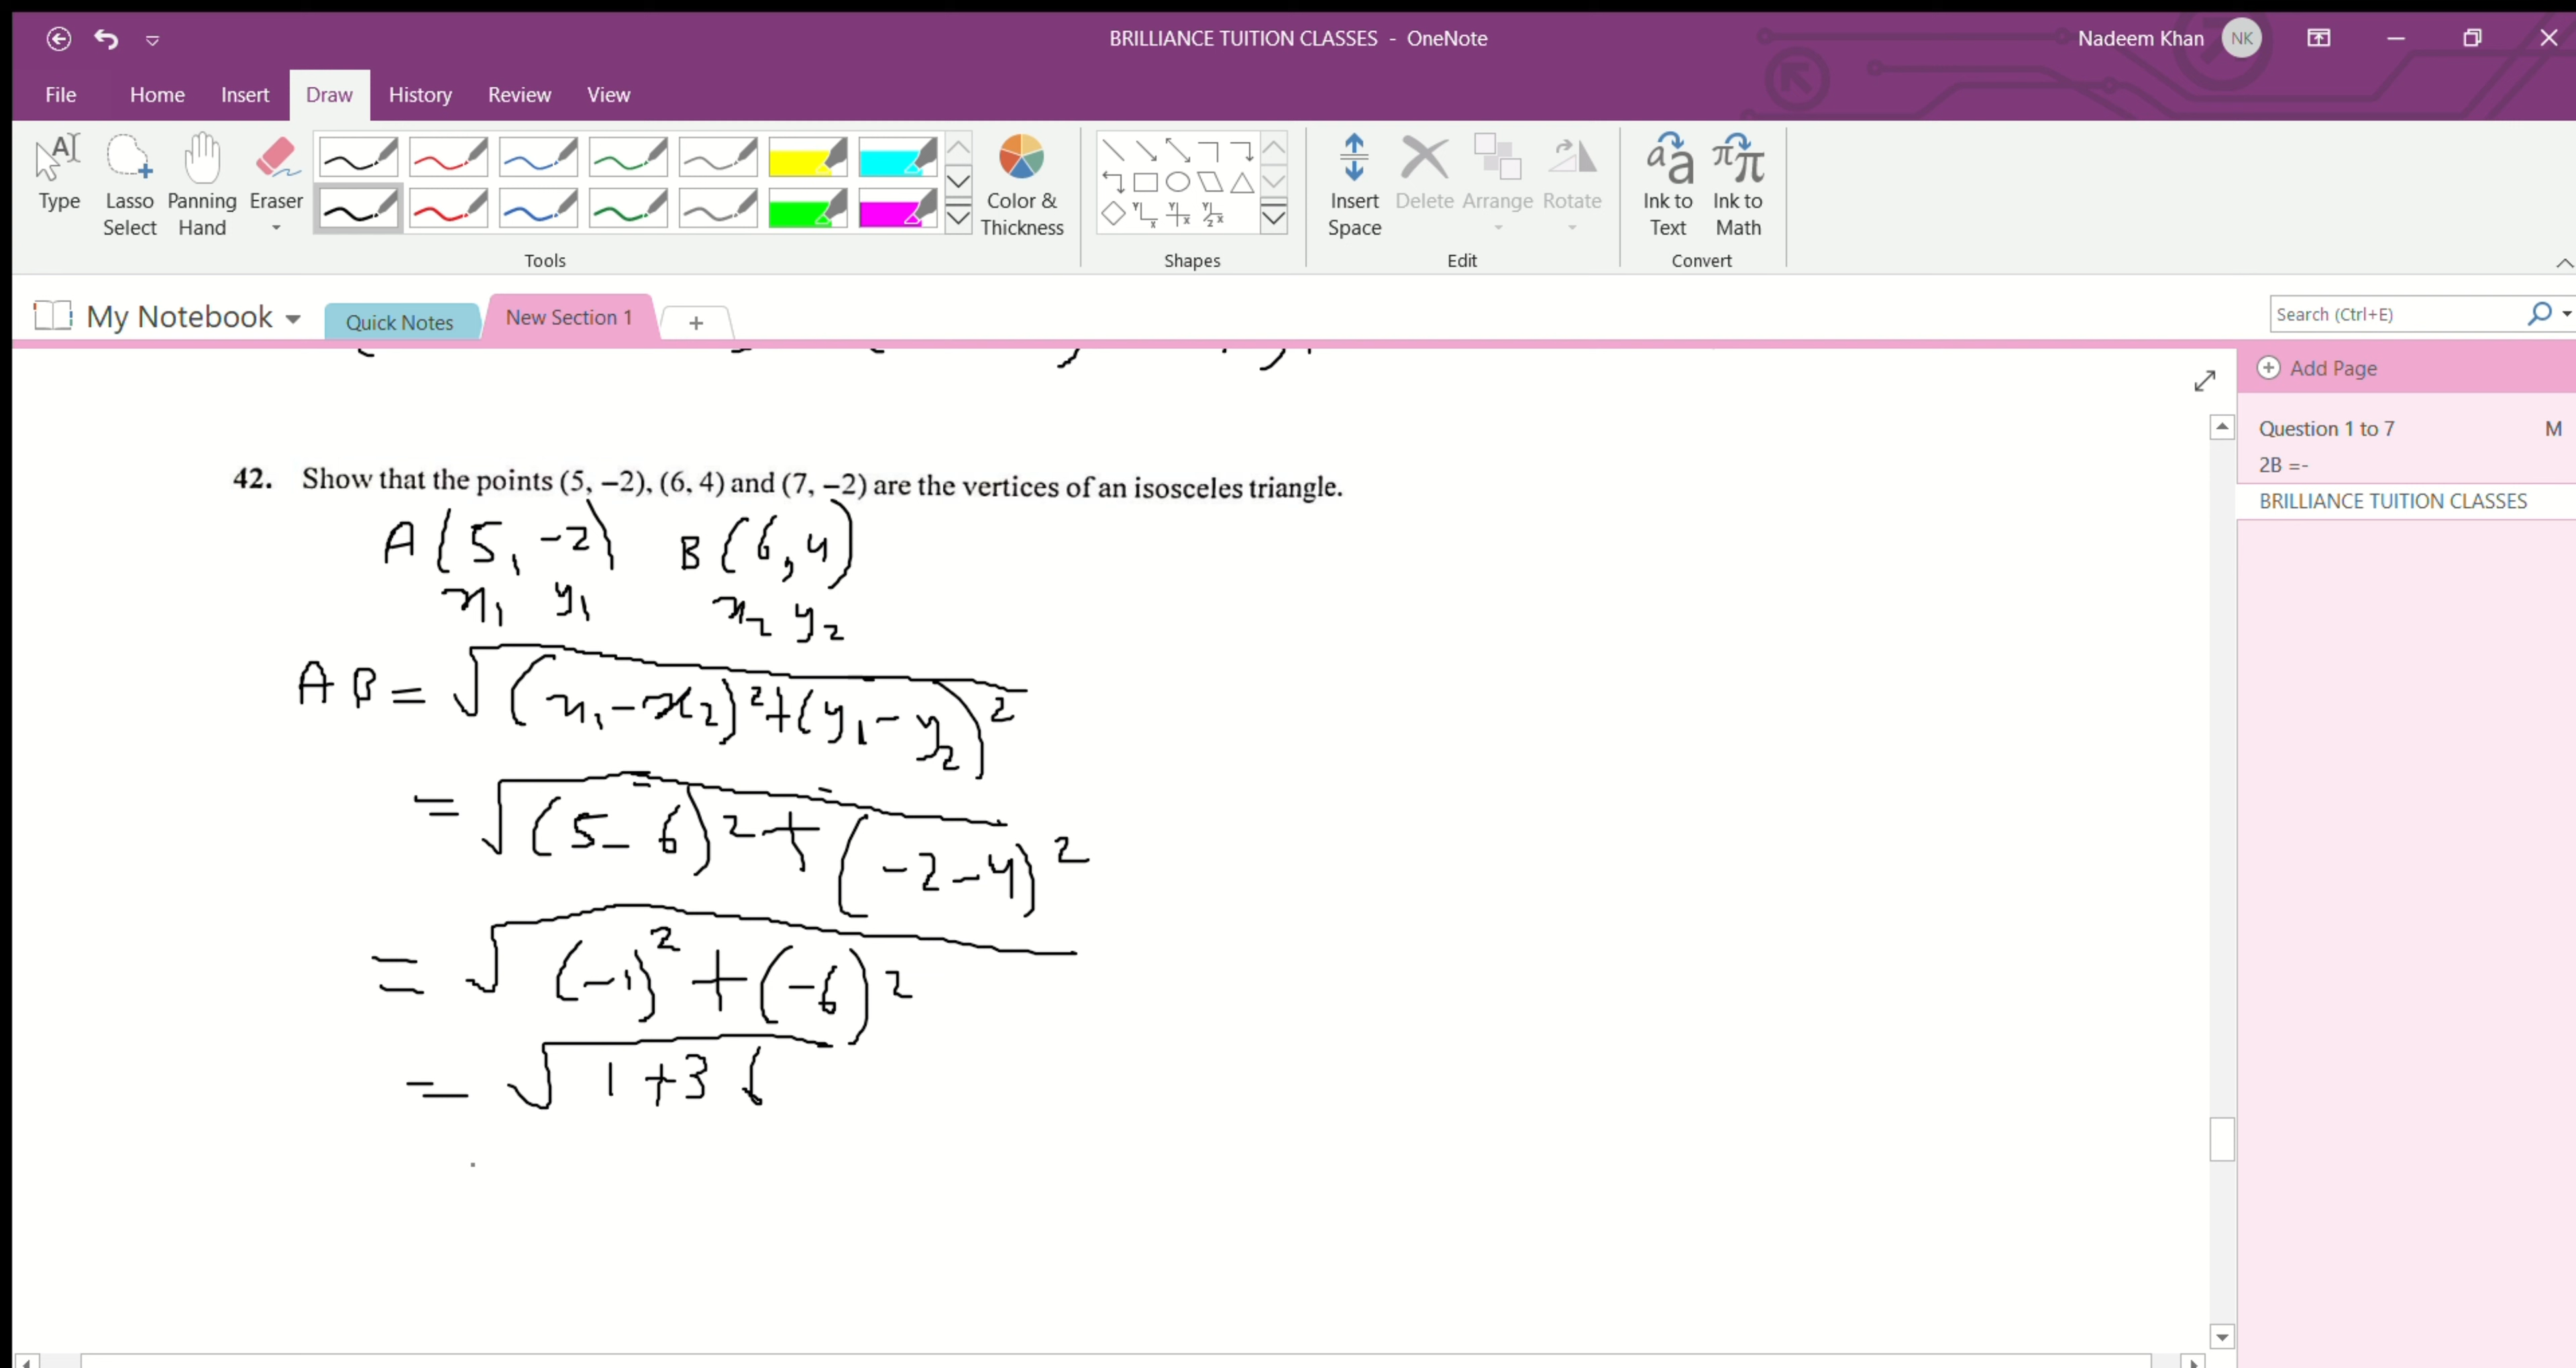 BRILLIANCE TUITION CLASSES - OneNote
Nadeem Khan NK
File Home Insert Draw History Review View
Type Lasso Select Panning Hand Eraser Color & Thickness Insert Space Delete Arrange Rotate Ink to Text Ink to Math
Tools Shapes Edit Convert
My Notebook Quick Notes New Section 1 +
Search (Ctrl+E)
Add Page
Question 1 to 7 M
2B =-
BRILLIANCE TUITION CLASSES
42. Show that the points (5, −2), (6, 4) and (7, −2) are the vertices of an isosceles triangle.
A (5, -2) B (6, 4)
x₁ y₁ x₂ y₂
AB = √(x₁ - x₂)² + (y₁ - y₂)²
= √(5 - 6)² + (-2 - 4)²
= √(-1)² + (-6)²
= √1 + 36